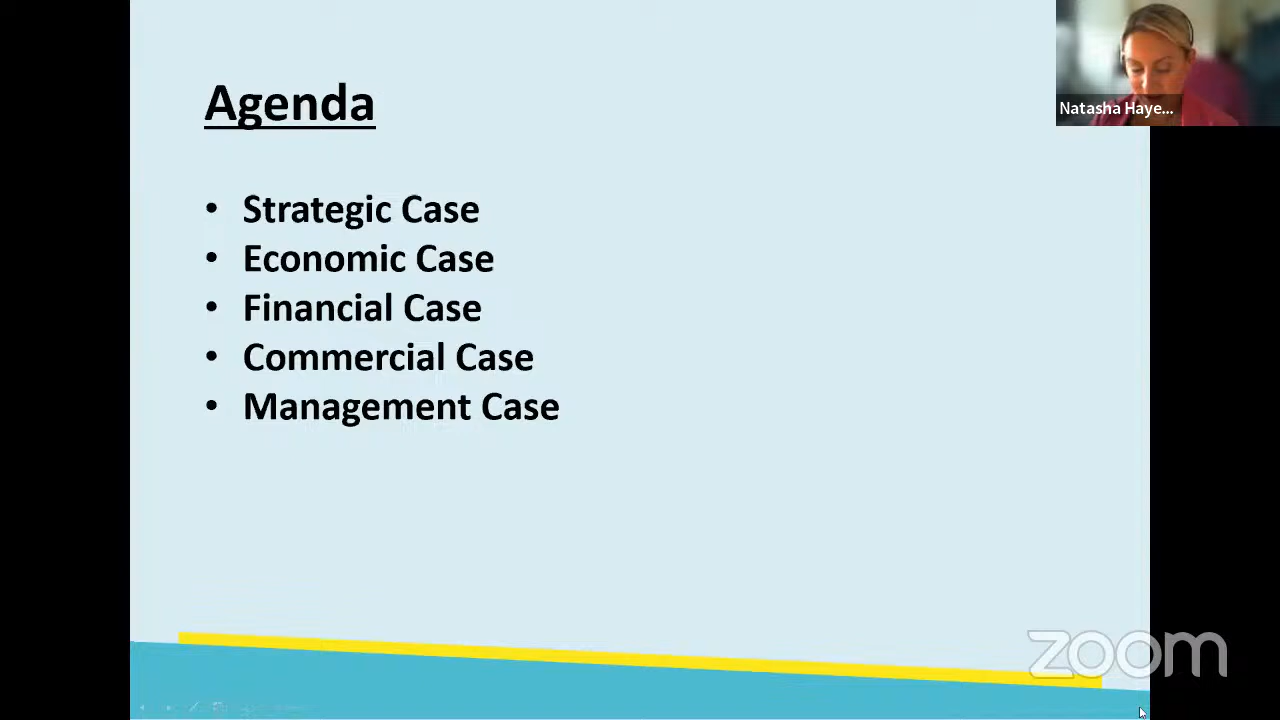 Agenda
Natasha Haye...
• Strategic Case
• Economic Case
• Financial Case
• Commercial Case
• Management Case
zoom